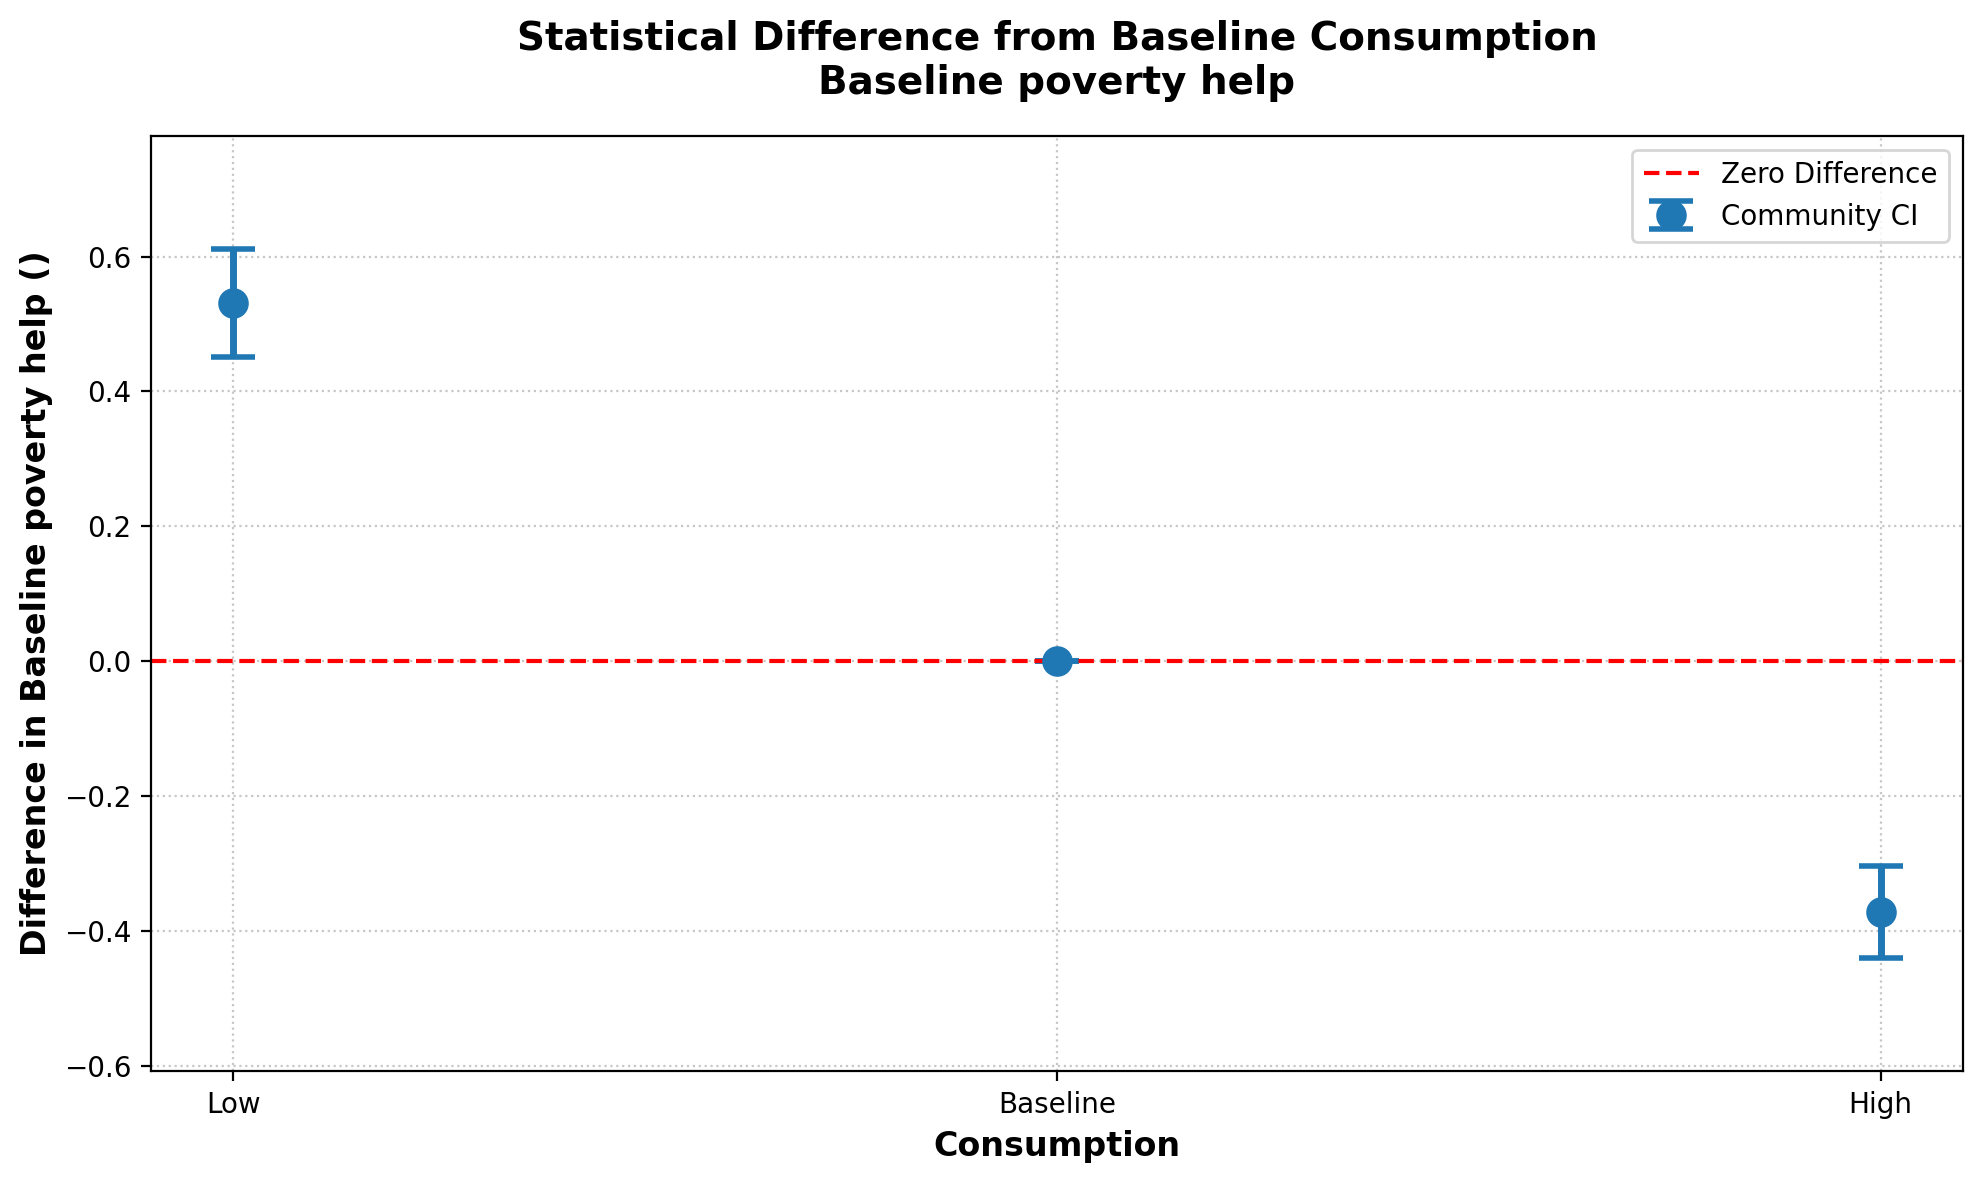 Statistical Difference from Baseline Consumption
Baseline poverty help
Zero Difference
Community CI
Difference in Baseline poverty help ()
0.6
0.4
0.2
0.0
−0.2
−0.4
−0.6
Low
Baseline
High
Consumption